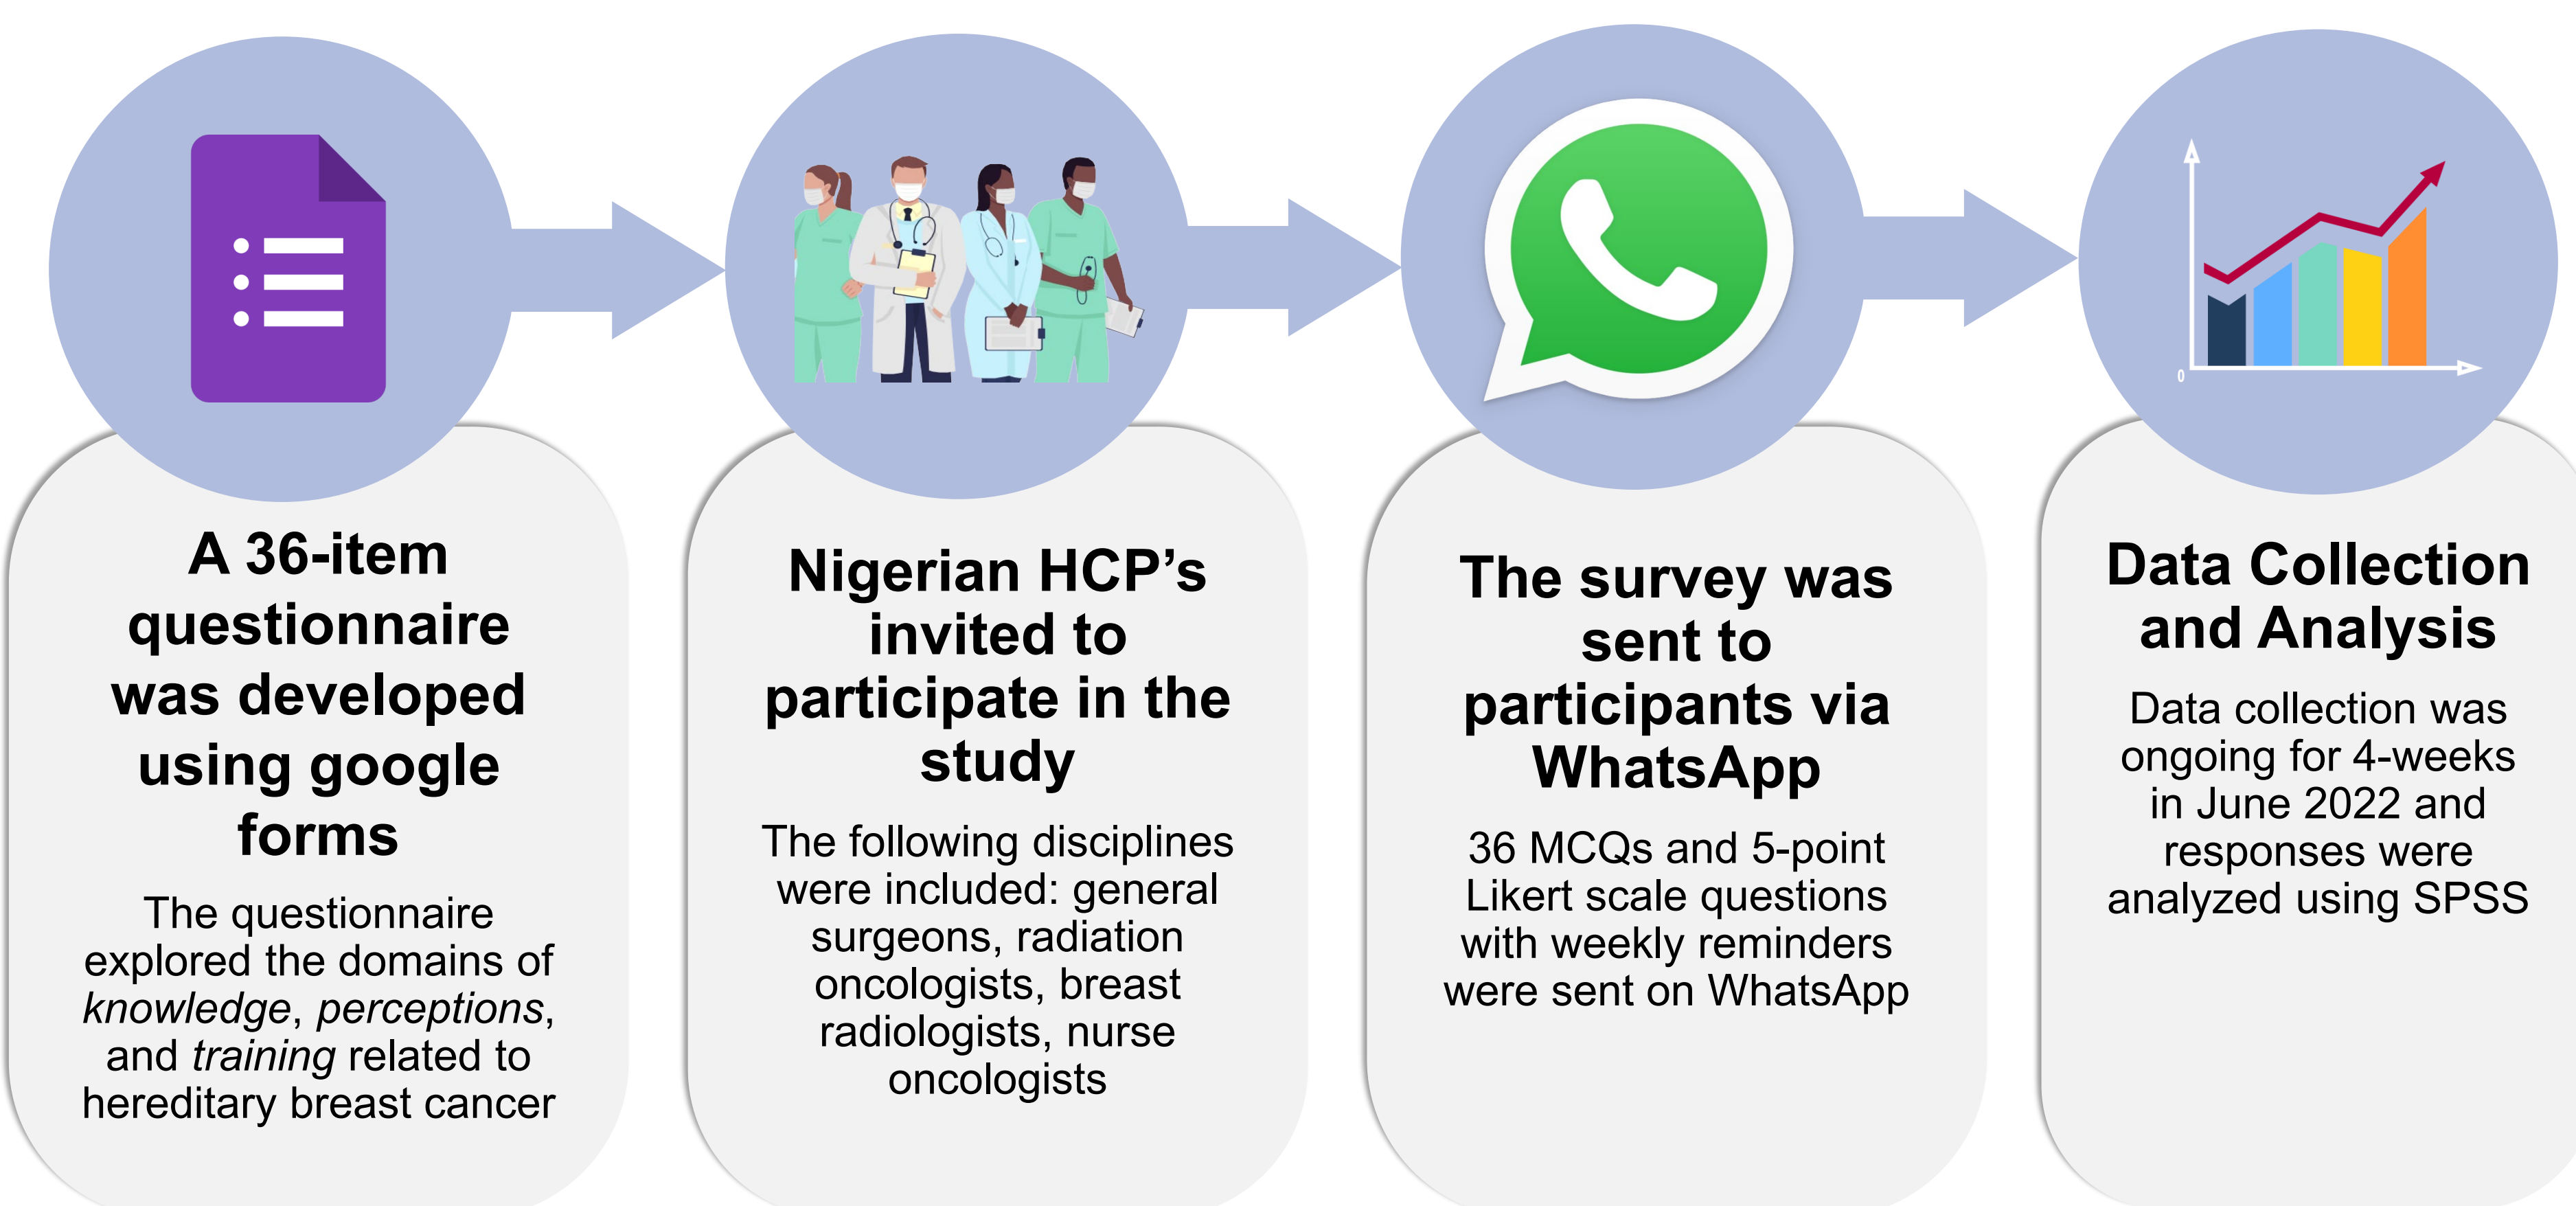 A 36-item
questionnaire
was developed
using google
forms
The questionnaire
explored the domains of
knowledge, perceptions,
and training related to
hereditary breast cancer
Nigerian HCP’s
invited to
participate in the
study
The following disciplines
were included: general
surgeons, radiation
oncologists, breast
radiologists, nurse
oncologists
The survey was
sent to
participants via
WhatsApp
36 MCQs and 5-point
Likert scale questions
with weekly reminders
were sent on WhatsApp
0
Data Collection
and Analysis
Data collection was
ongoing for 4-weeks
in June 2022 and
responses were
analyzed using SPSS